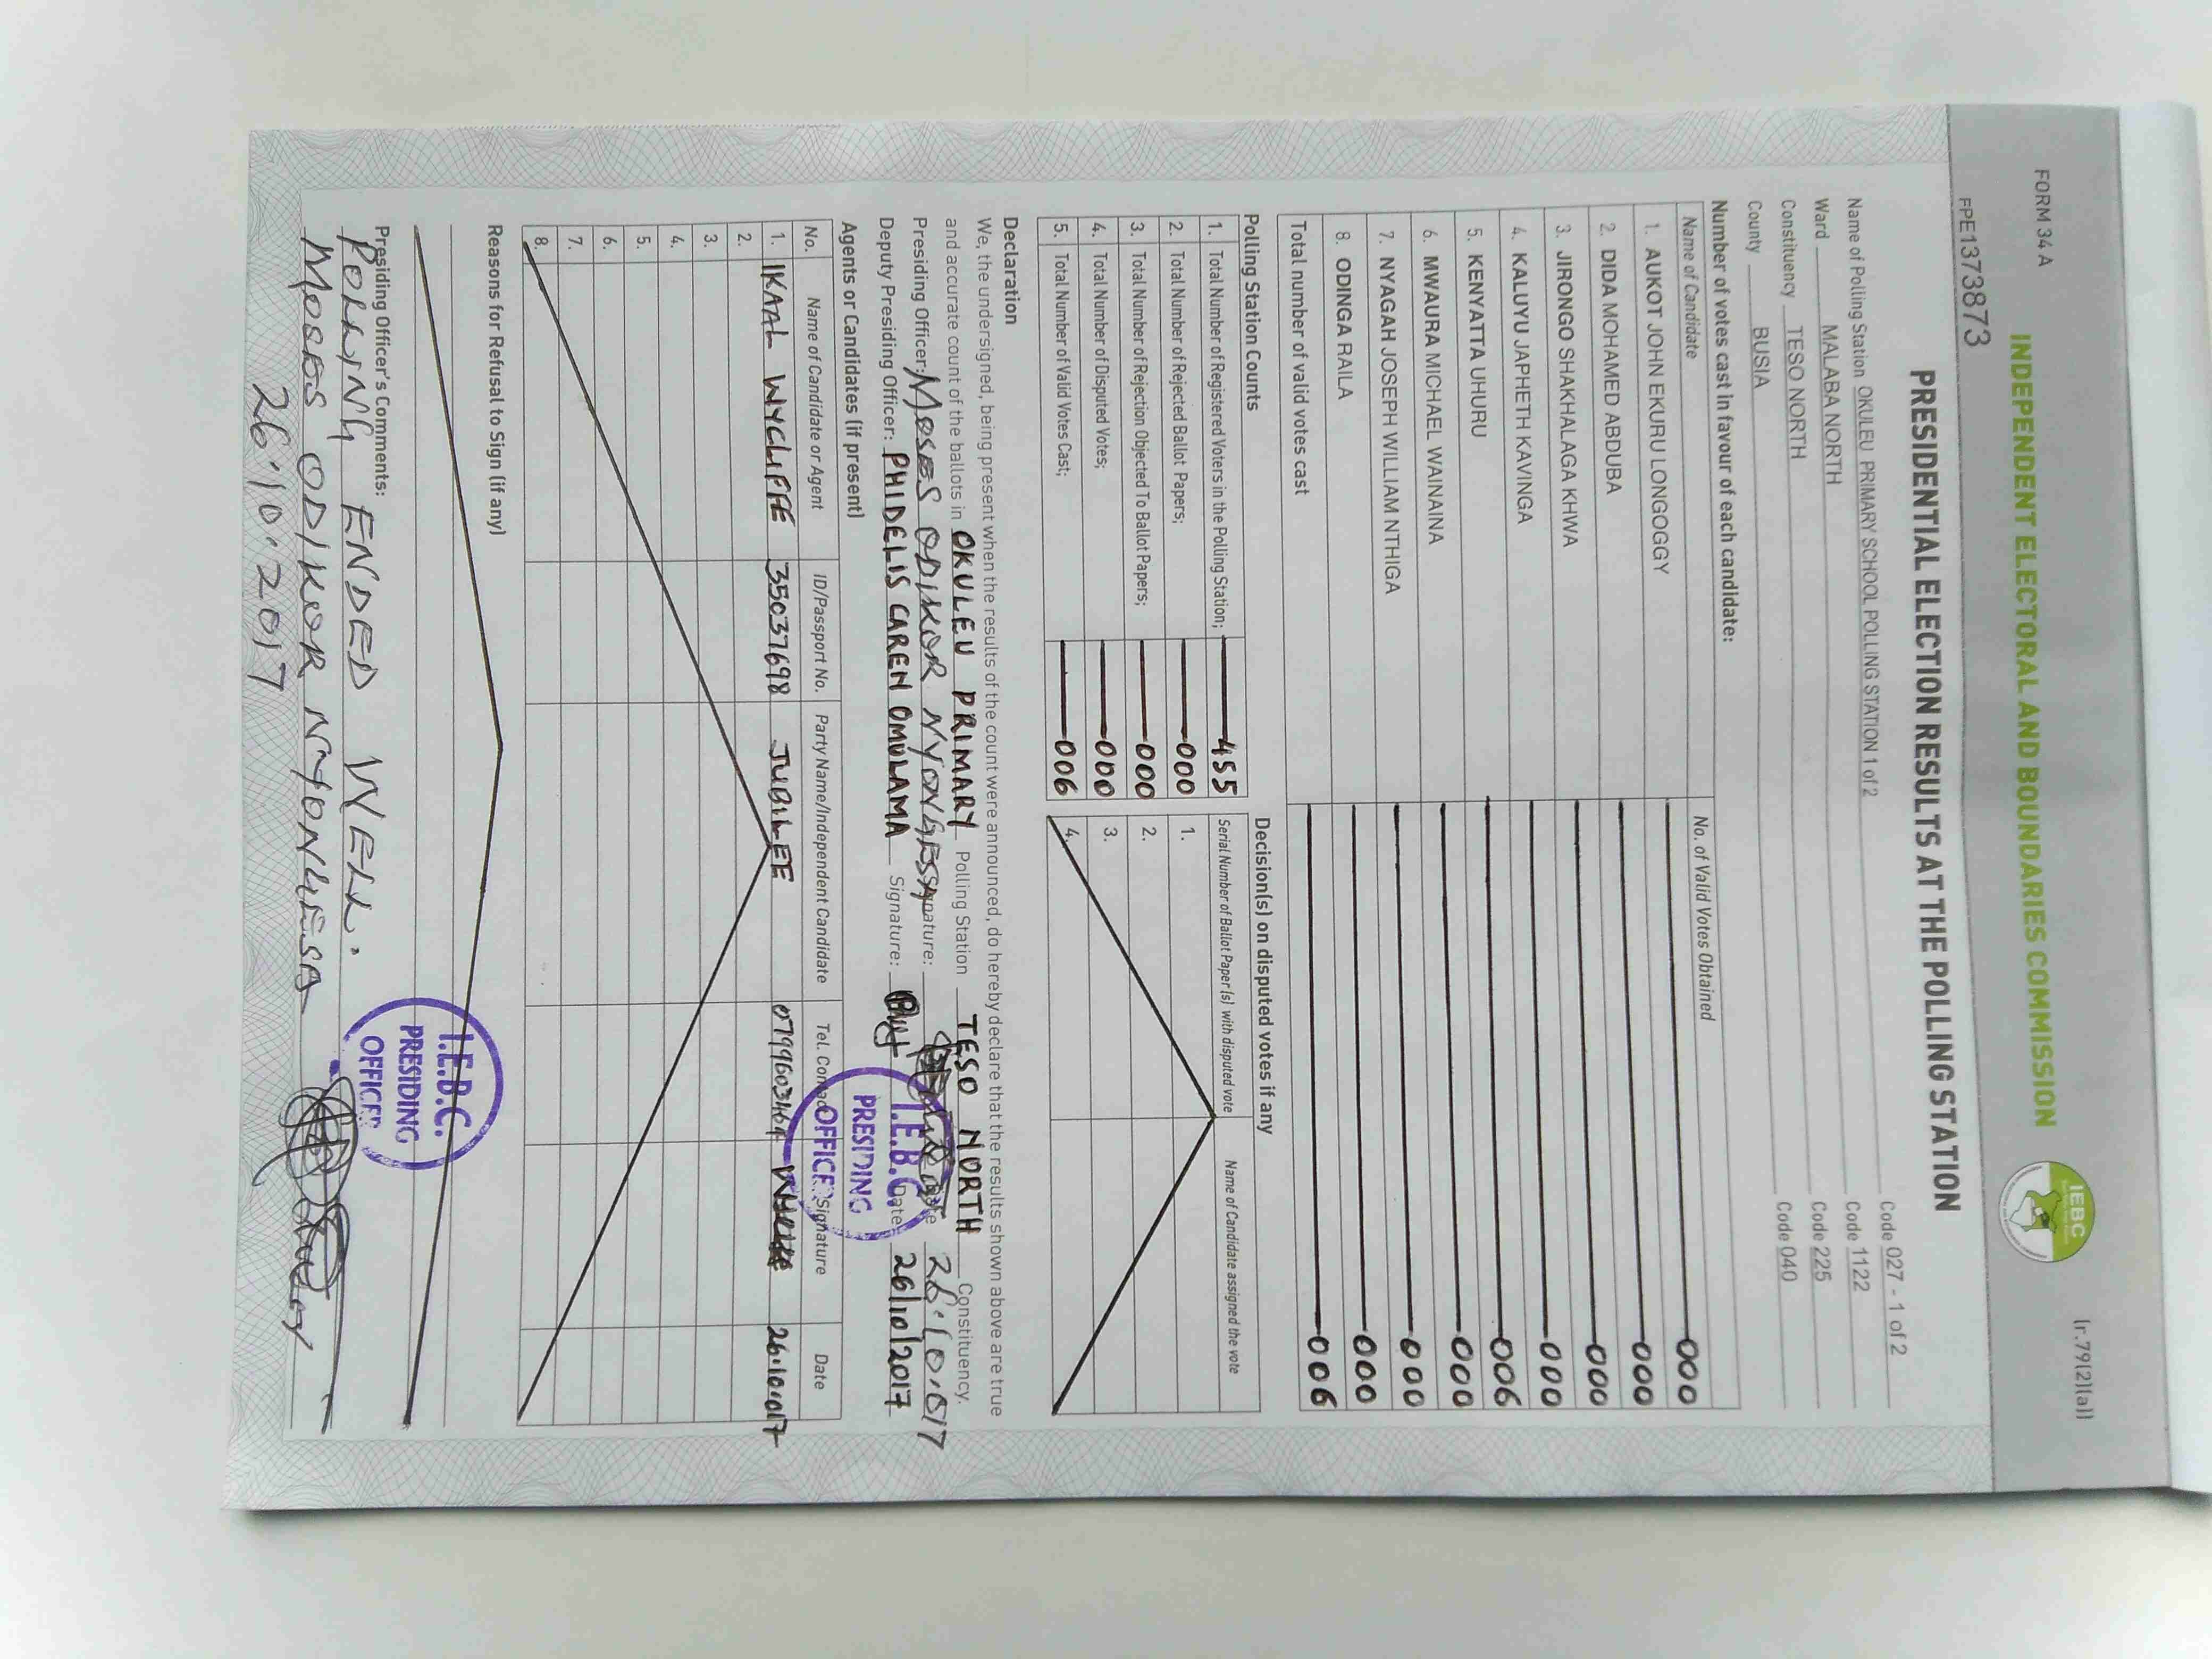 FORM 34 A
(r.79(2)(a))
INDEPENDENT ELECTORAL AND BOUNDARIES COMMISSION
IEBC
FPE1373873
PRESIDENTIAL ELECTION RESULTS AT THE POLLING STATION
Name of Polling Station OKULEU PRIMARY SCHOOL POLLING STATION 1 of 2 Code 027 - 1 of 2
Ward MALABA NORTH Code 1122
Constituency TESO NORTH Code 225
County BUSIA Code 040
Number of votes cast in favour of each candidate:
Name of Candidate No. of Valid Votes Obtained
1. AUKOT JOHN EKURU LONGOGGY 000
2. DIDA MOHAMED ABDUBA 000
3. JIRONGO SHAKHALAGA KHWA 000
4. KALUYU JAPHETH KAVINGA 000
5. KENYATTA UHURU 006
6. MWAURA MICHAEL WAINAINA 000
7. NYAGAH JOSEPH WILLIAM NTHIGA 000
8. ODINGA RAILA 000
Total number of valid votes cast 006
Polling Station Counts
1. Total Number of Registered Voters in the Polling Station; 455
2. Total Number of Rejected Ballot Papers; 000
3. Total Number of Rejection Objected To Ballot Papers; 000
4. Total Number of Disputed Votes; 000
5. Total Number of Valid Votes Cast; 006
Decision(s) on disputed votes if any
Serial Number of Ballot Paper (s) with disputed vote Name of Candidate assigned the vote
1.
2.
3.
4.
Declaration
We, the undersigned, being present when the results of the count were announced, do hereby declare that the results shown above are true
and accurate count of the ballots in OKULEU PRIMARY Polling Station TESO NORTH Constituency.
Presiding Officer: MOSES ODIKOR NYONGESA Signature: Date 26.10.017
Deputy Presiding Officer: PHIDELIS CAREN OMULAMA Signature: Date 26/10/2017
I.E.B.C.
PRESIDING
OFFICER
Agents or Candidates (if present)
No. Name of Candidate or Agent ID/Passport No. Party Name/Independent Candidate Tel. Contact Signature Date
1. IKAAL WYCLIFFE 35037698 JUBILEE 26.10.017
2.
3.
4.
5.
6.
7.
8.
Reasons for Refusal to Sign (if any)
I.E.B.C.
PRESIDING
OFFICER
Presiding Officer's Comments:
POLLING ENDED WELL.
MOSES ODIKOR NYONGESA
26.10.2017